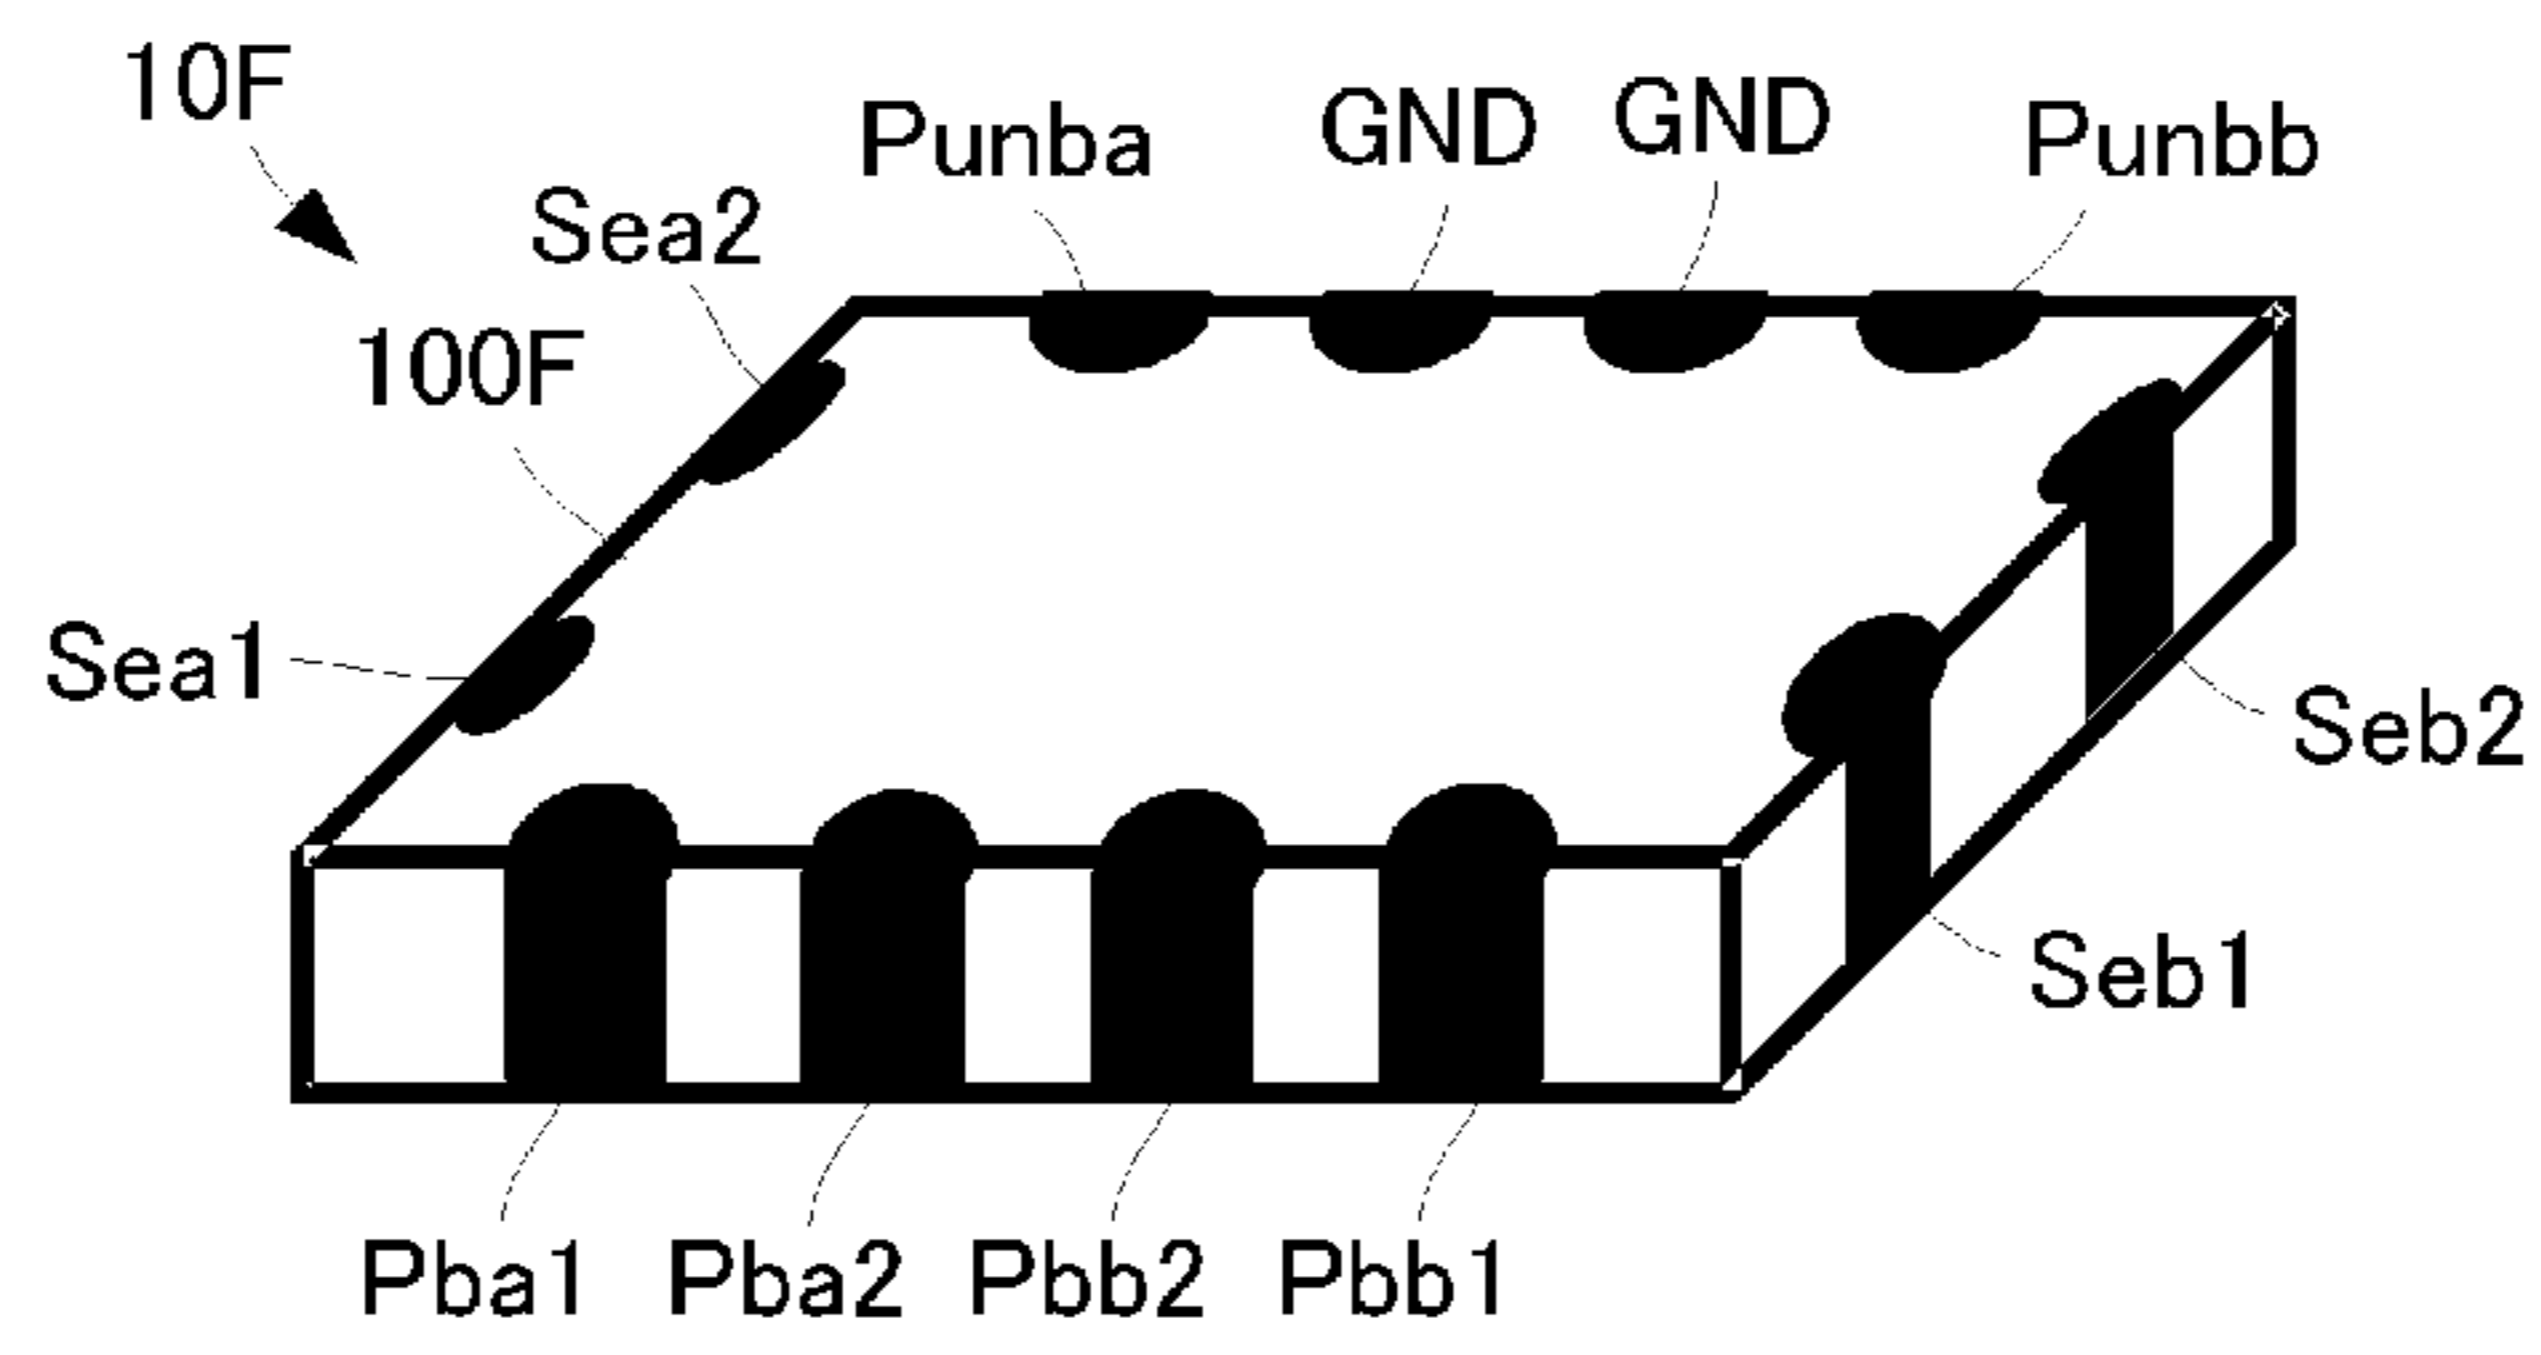 10F
Punba
GND
GND
Punbb
Sea2
100F
Sea1
Seb2
Seb1
Pba1
Pba2
Pbb2
Pbb1